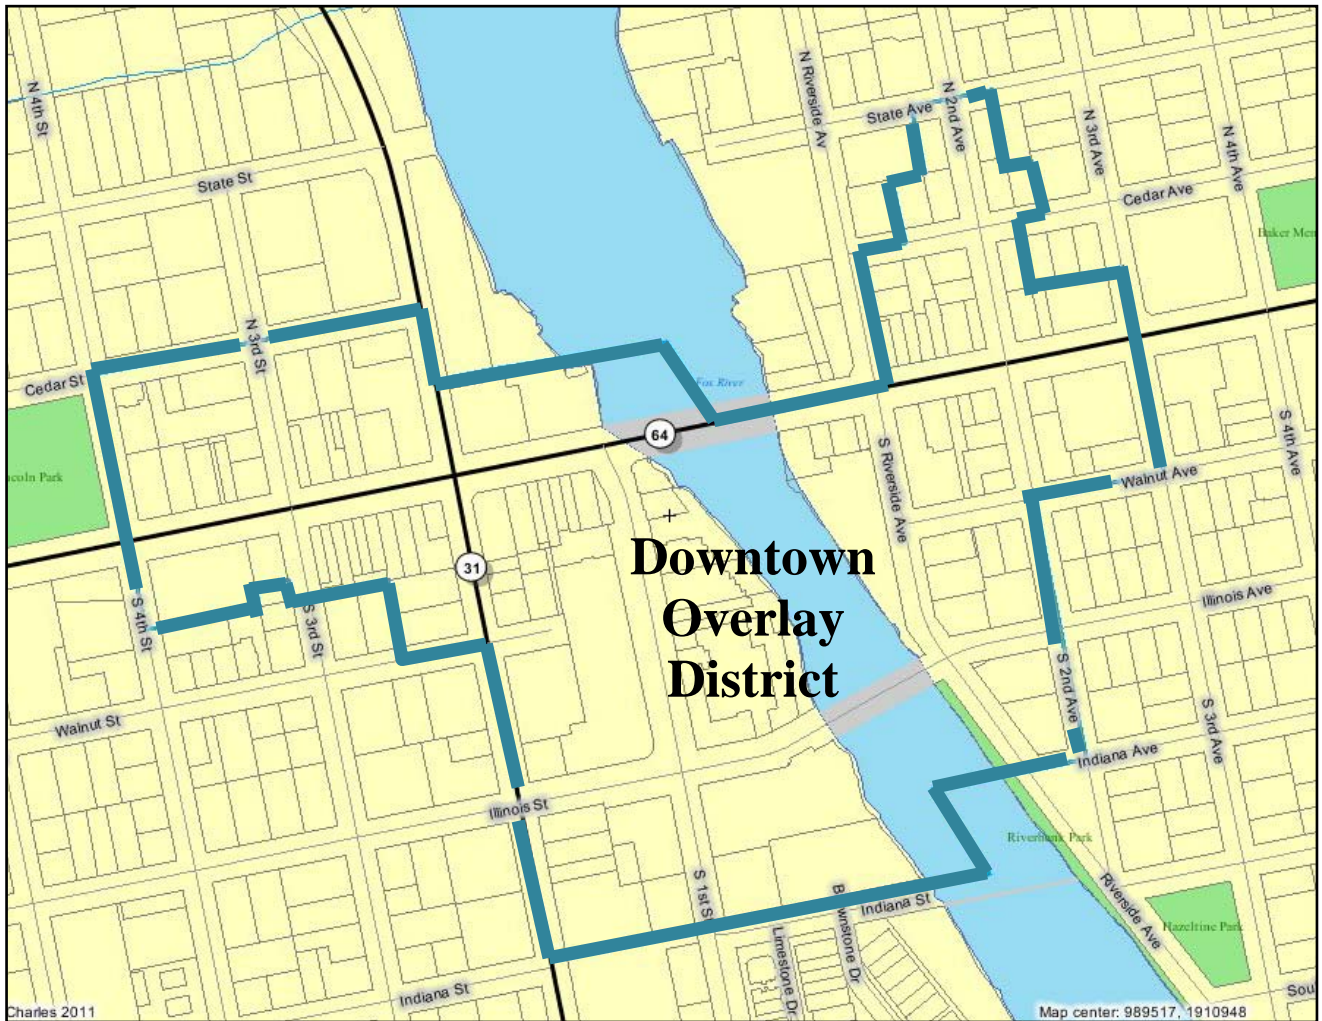 N 4th St
State St
N Riverside Av
State Ave
N 2nd Ave
N 3rd Ave
N 4th Ave
Cedar Ave
Baker Mem
N 3rd St
Cedar St
Fox River
64
coln Park
S Riverside Ave
Walnut Ave
S 4th Ave
31
Downtown
Overlay
District
S 4th St
S 3rd St
Illinois Ave
Walnut St
S 2nd Ave
S 3rd Ave
Indiana Ave
Illinois St
Riverbank Park
S 1st St
Indiana St
Riverside Ave
Hazeltine Park
Limestone Dr
Indiana St
Sou
Charles 2011
Map center: 989517, 1910948